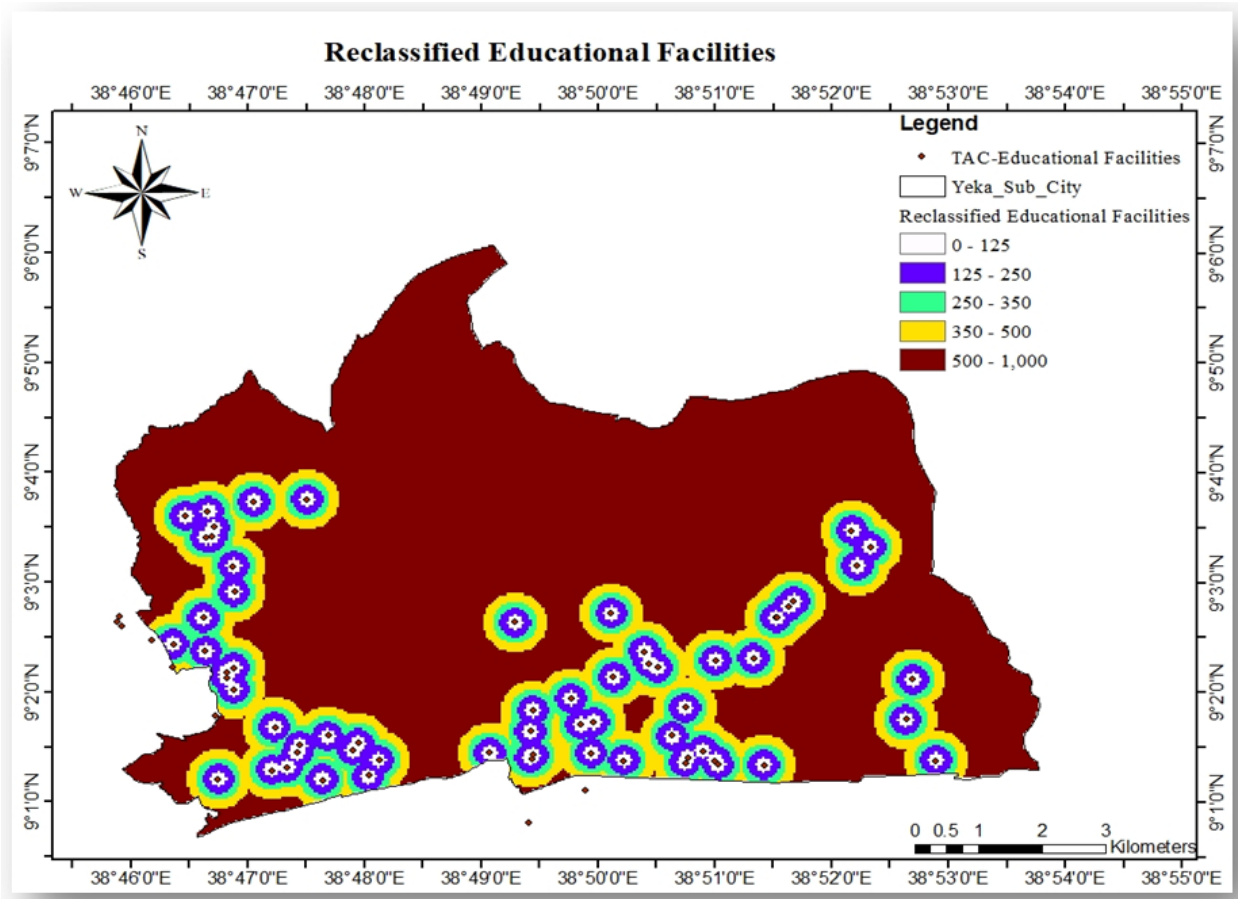 Reclassified Educational Facilities
38°46'0"E 38°47'0"E 38°48'0"E 38°49'0"E 38°50'0"E 38°51'0"E 38°52'0"E 38°53'0"E 38°54'0"E 38°55'0"E
N
W E
S
Legend
TAC-Educational Facilities
Yeka_Sub_City
Reclassified Educational Facilities
0 - 125
125 - 250
250 - 350
350 - 500
500 - 1,000
9°7'0"N 9°7'0"N
9°6'0"N 9°6'0"N
9°5'0"N 9°5'0"N
9°4'0"N 9°4'0"N
9°3'0"N 9°3'0"N
9°2'0"N 9°2'0"N
9°1'0"N 9°1'0"N
0 0.5 1 2 3
Kilometers
38°46'0"E 38°47'0"E 38°48'0"E 38°49'0"E 38°50'0"E 38°51'0"E 38°52'0"E 38°53'0"E 38°54'0"E 38°55'0"E